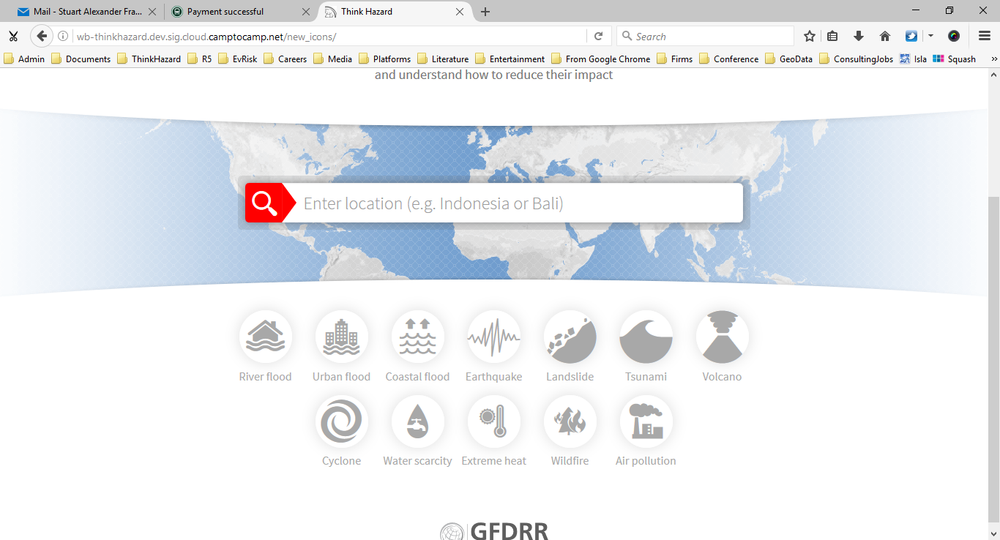 Mail - Stuart Alexander Fra...
Payment successful
Think Hazard
wb-thinkhazard.dev.sig.cloud.camptocamp.net/new_icons/
Search
Admin Documents ThinkHazard R5 EvRisk Careers Media Platforms Literature Entertainment From Google Chrome Firms Conference GeoData ConsultingJobs Isla Squash
and understand how to reduce their impact
Enter location (e.g. Indonesia or Bali)
River flood Urban flood Coastal flood Earthquake Landslide Tsunami Volcano
Cyclone Water scarcity Extreme heat Wildfire Air pollution
GFDRR